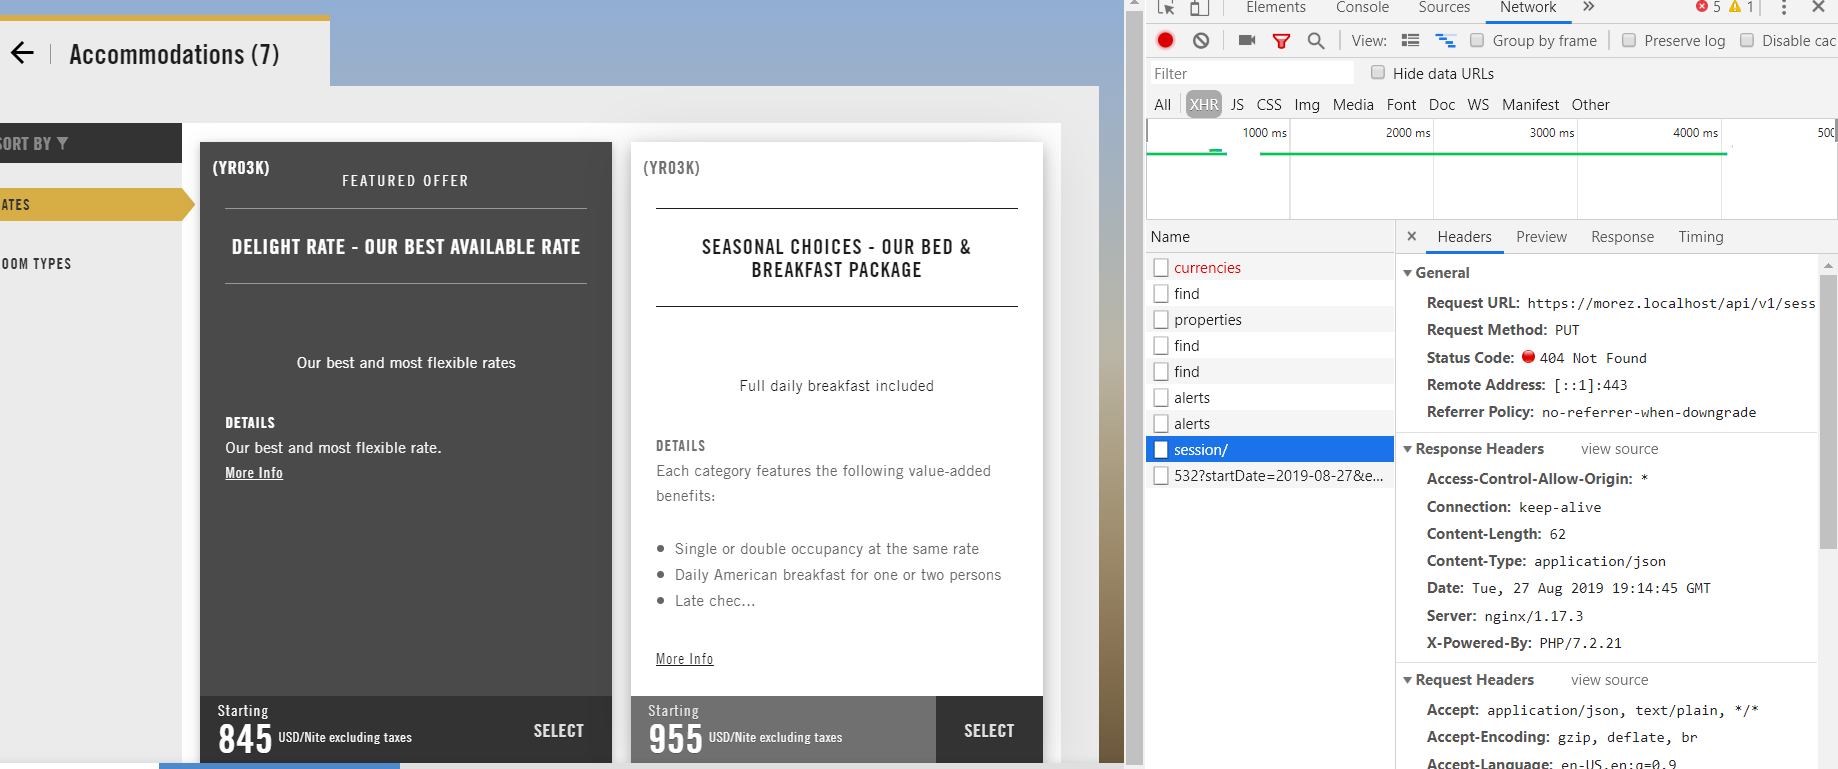 Accommodations (7)
SORT BY
ATES
OOM TYPES
(YR03K)
FEATURED OFFER
DELIGHT RATE - OUR BEST AVAILABLE RATE
Our best and most flexible rates
DETAILS
Our best and most flexible rate.
More Info
Starting
845 USD/Nite excluding taxes
SELECT
(YR03K)
SEASONAL CHOICES - OUR BED &
BREAKFAST PACKAGE
Full daily breakfast included
DETAILS
Each category features the following value-added
benefits:
Single or double occupancy at the same rate
Daily American breakfast for one or two persons
Late chec...
More Info
Starting
955 USD/Nite excluding taxes
SELECT
Elements Console Sources Network » 5 1
View: Group by frame Preserve log Disable cac
Filter Hide data URLs
All XHR JS CSS Img Media Font Doc WS Manifest Other
1000 ms 2000 ms 3000 ms 4000 ms 500
Name
currencies
find
properties
find
find
alerts
alerts
session/
532?startDate=2019-08-27&e...
× Headers Preview Response Timing
General
Request URL: https://morez.localhost/api/v1/sess
Request Method: PUT
Status Code: 404 Not Found
Remote Address: [::1]:443
Referrer Policy: no-referrer-when-downgrade
Response Headers view source
Access-Control-Allow-Origin: *
Connection: keep-alive
Content-Length: 62
Content-Type: application/json
Date: Tue, 27 Aug 2019 19:14:45 GMT
Server: nginx/1.17.3
X-Powered-By: PHP/7.2.21
Request Headers view source
Accept: application/json, text/plain, */*
Accept-Encoding: gzip, deflate, br
Accept-Language: en-US,en;q=0.9